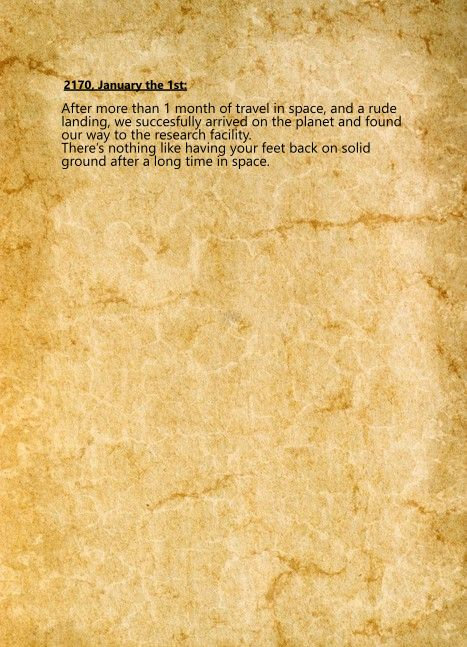 2170, January the 1st:
After more than 1 month of travel in space, and a rude
landing, we succesfully arrived on the planet and found
our way to the research facility.
There's nothing like having your feet back on solid
ground after a long time in space.